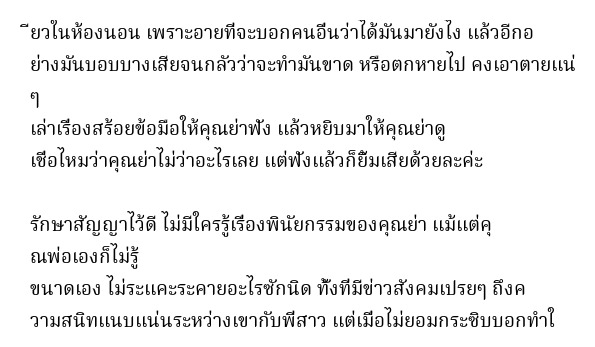 ียวในห้องนอน เพราะอายที่จะบอกคนอื่นว่าได้มันมายังไง แล้วอีกอ
ย่างมันบอบบางเสียจนกลัวว่าจะทำมันขาด หรือตกหายไป คงเอาตายแน่
ๆ
เล่าเรื่องสร้อยข้อมือให้คุณย่าฟัง แล้วหยิบมาให้คุณย่าดู
เชื่อไหมว่าคุณย่าไม่ว่าอะไรเลย แต่ฟังแล้วก็ยิ้มเสียด้วยละค่ะ
รักษาสัญญาไว้ดี ไม่มีใครรู้เรื่องพินัยกรรมของคุณย่า แม้แต่คุ
ณพ่อเองก็ไม่รู้
ขนาดเอง ไม่ระแคะระคายอะไรซักนิด ทั้งที่มีข่าวสังคมเปรยๆ ถึงค
วามสนิทแนบแน่นระหว่างเขากับพี่สาว แต่เมื่อไม่ยอมกระซิบบอกทำใ